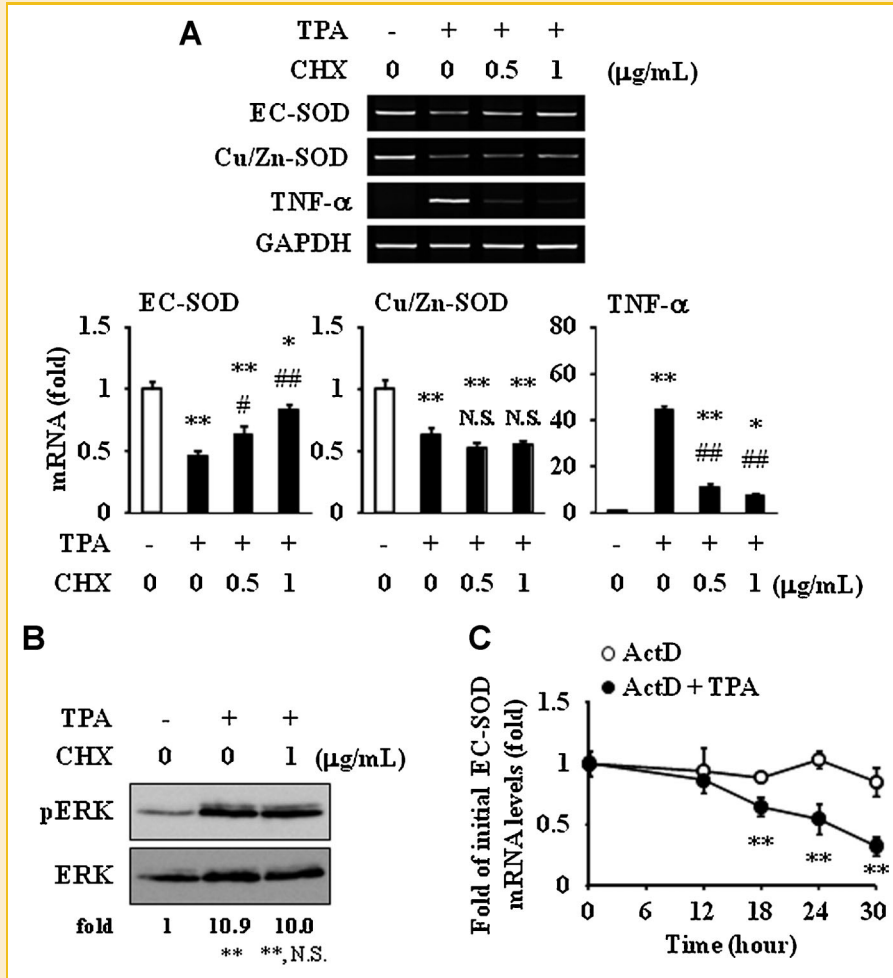 A
TPA - + + +
CHX 0 0 0.5 1 (μg/mL)
EC-SOD
Cu/Zn-SOD
TNF-α
GAPDH
EC-SOD Cu/Zn-SOD TNF-α
mRNA (fold)
1.5
1
0.5
0
**
**
#
*
##
1.5
1
0.5
0
**
**
N.S.
**
N.S.
80
60
40
20
0
**
**
##
*
##
TPA - + + + - + + + - + + +
CHX 0 0 0.5 1 0 0 0.5 1 0 0 0.5 1 (μg/mL)
B
TPA - + +
CHX 0 0 1 (μg/mL)
pERK
ERK
fold 1 10.9 10.0
** **, N.S.
C
ActD
ActD + TPA
Fold of initial EC-SOD
mRNA levels (fold)
1.5
1
0.5
0
** ** **
0 6 12 18 24 30
Time (hour)